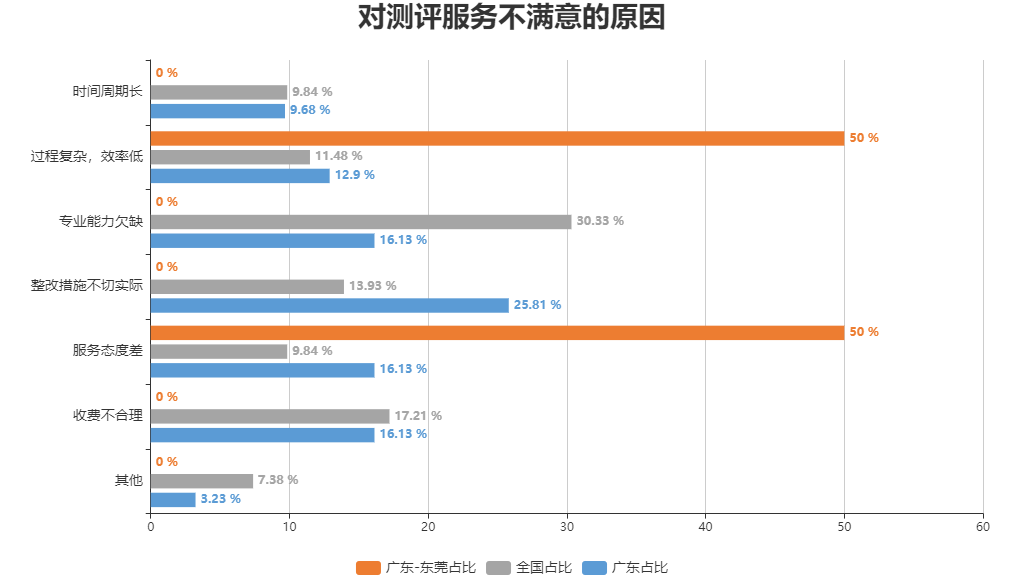 对测评服务不满意的原因
时间周期长
0 %
9.84 %
9.68 %
过程复杂，效率低
50 %
11.48 %
12.9 %
专业能力欠缺
0 %
30.33 %
16.13 %
整改措施不切实际
0 %
13.93 %
25.81 %
服务态度差
50 %
9.84 %
16.13 %
收费不合理
0 %
17.21 %
16.13 %
其他
0 %
7.38 %
3.23 %
0 10 20 30 40 50 60
广东-东莞占比 全国占比 广东占比